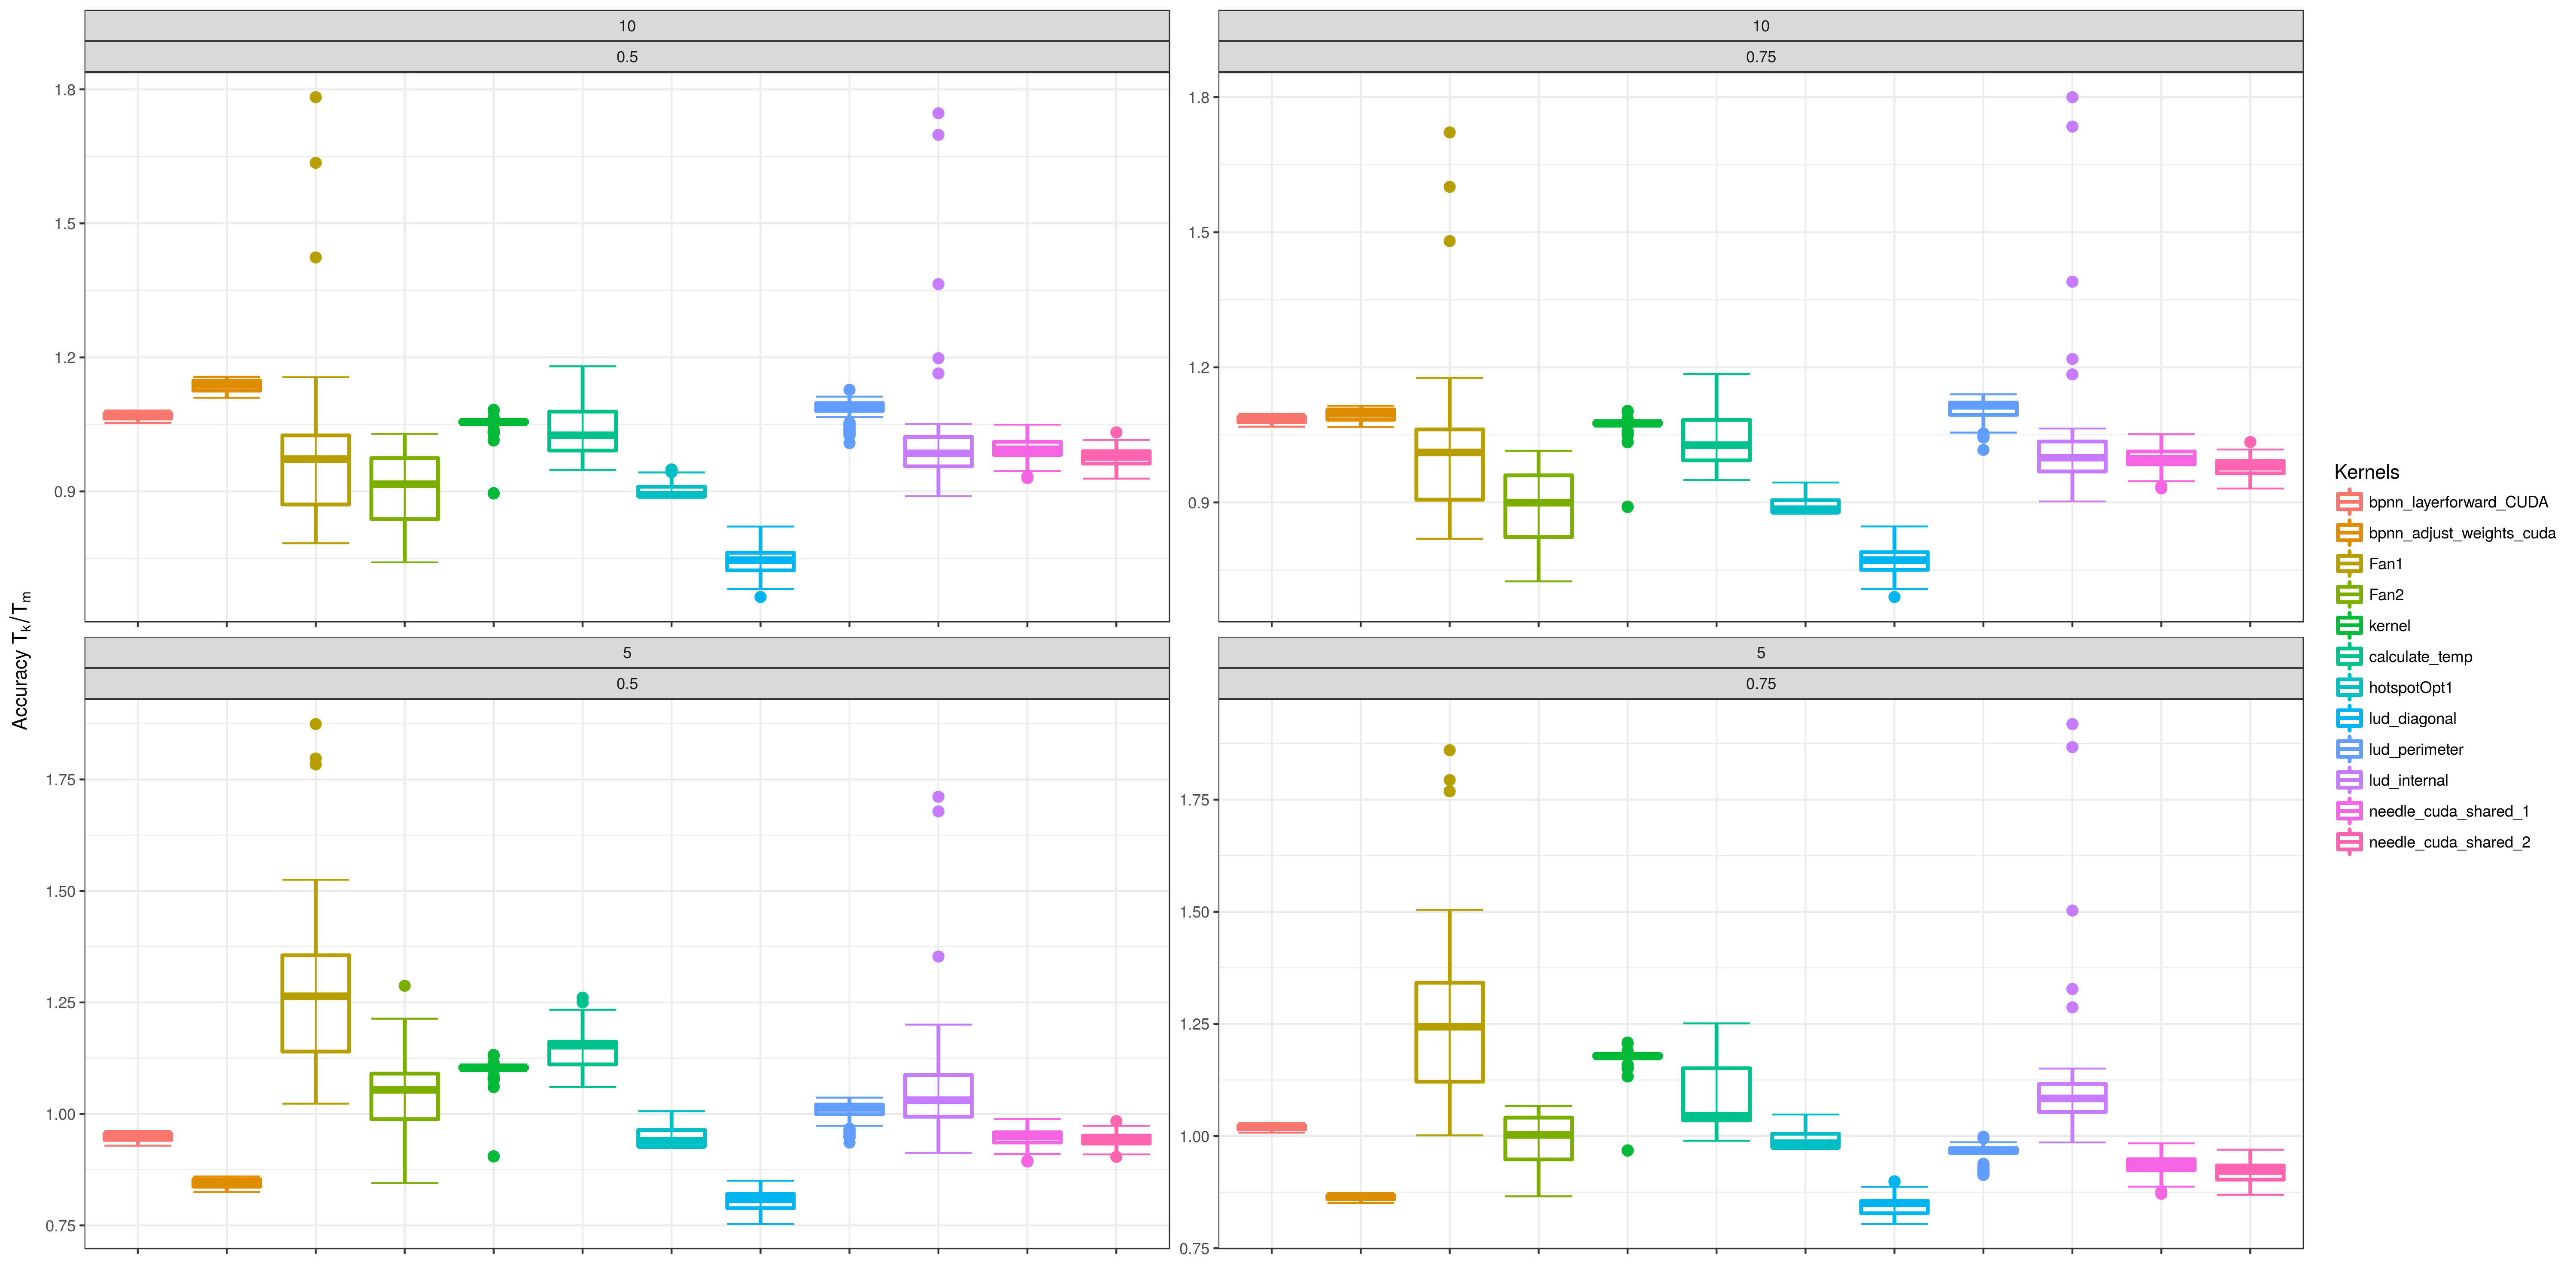 10
0.5
1.8
1.5
1.2
0.9
10
0.75
1.8
1.5
1.2
0.9
Accuracy Tk/Tm
5
0.5
1.75
1.50
1.25
1.00
0.75
5
0.75
1.75
1.50
1.25
1.00
0.75
Kernels
bpnn_layerforward_CUDA
bpnn_adjust_weights_cuda
Fan1
Fan2
kernel
calculate_temp
hotspotOpt1
lud_diagonal
lud_perimeter
lud_internal
needle_cuda_shared_1
needle_cuda_shared_2